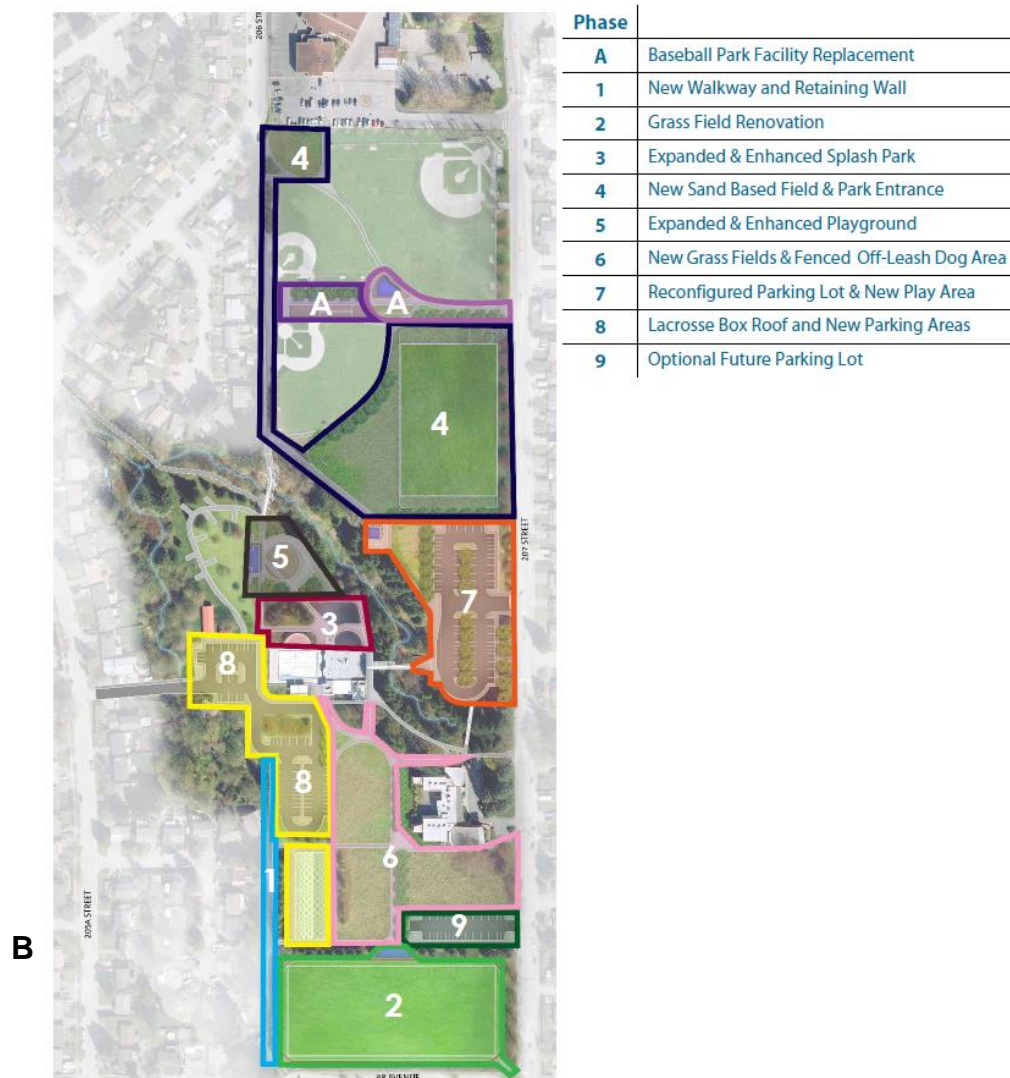 206 STR
Phase
A Baseball Park Facility Replacement
1 New Walkway and Retaining Wall
2 Grass Field Renovation
3 Expanded & Enhanced Splash Park
4 New Sand Based Field & Park Entrance
5 Expanded & Enhanced Playground
6 New Grass Fields & Fenced Off-Leash Dog Area
7 Reconfigured Parking Lot & New Play Area
8 Lacrosse Box Roof and New Parking Areas
9 Optional Future Parking Lot
4
A
A
4
207 STREET
5
3
7
8
8
6
1
205A STREET
9
B
2
48 AVENUE